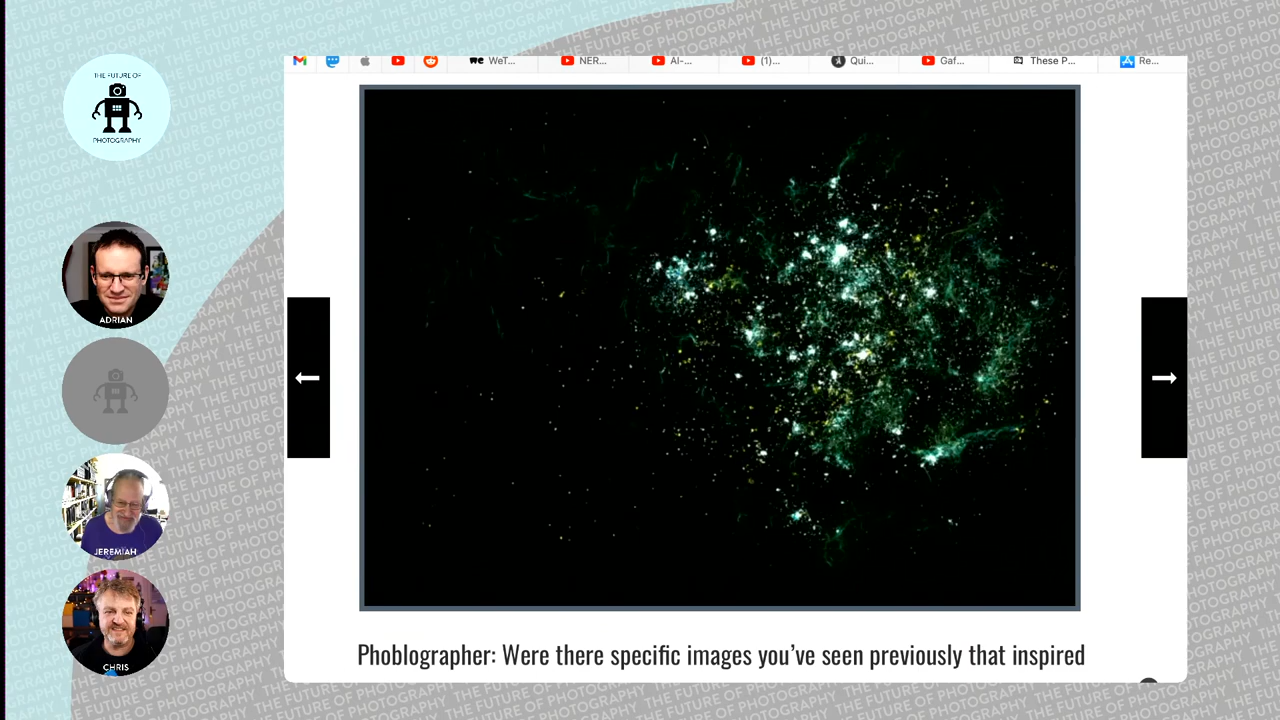 THE FUTURE OF
PHOTOGRAPHY
ADRIAN
JEREMIAH
CHRIS
WeT...
NER...
AI-...
(1)...
Qui...
Gaf...
These P...
Re...
Phoblographer: Were there specific images you’ve seen previously that inspired